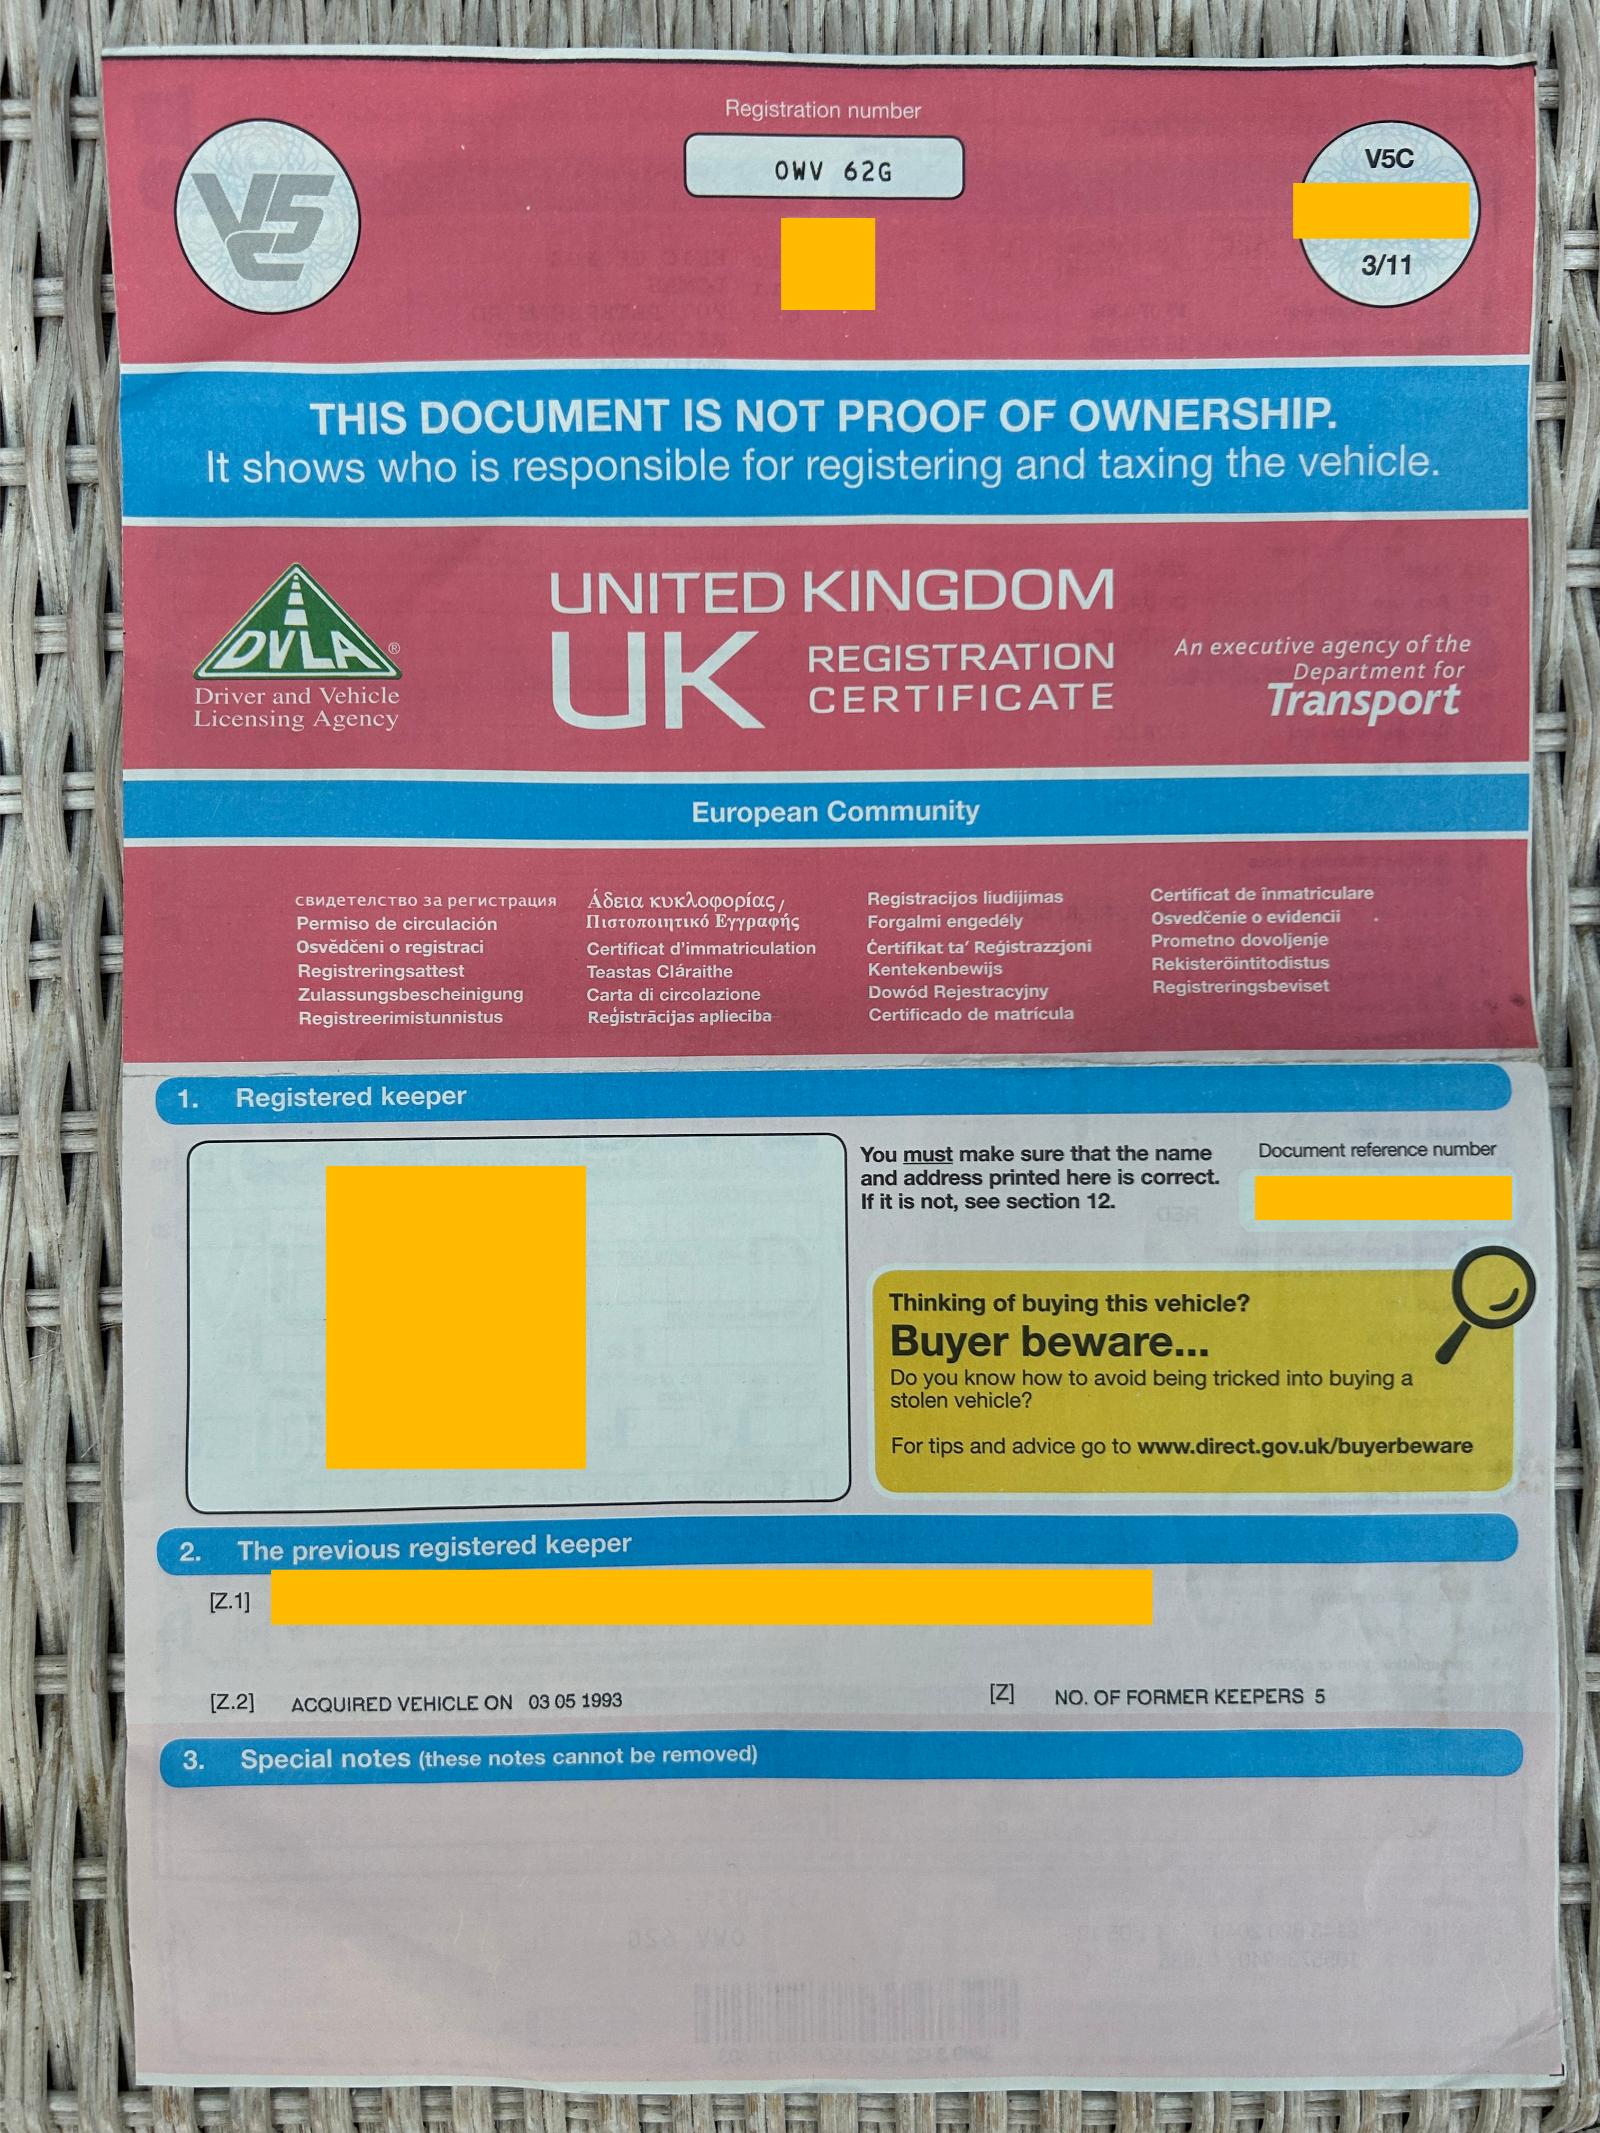 Registration number
OWV 62G
V5C
V5C
3/11
THIS DOCUMENT IS NOT PROOF OF OWNERSHIP.
It shows who is responsible for registering and taxing the vehicle.
DVLA®
Driver and Vehicle
Licensing Agency
UNITED KINGDOM
UK REGISTRATION
CERTIFICATE
An executive agency of the
Department for
Transport
European Community
свидетелство за регистрация
Permiso de circulación
Osvědčeni o registraci
Registreringsattest
Zulassungsbescheinigung
Registreerimistunnistus
Άδεια κυκλοφορίας /
Πιστοποιητικό Εγγραφής
Certificat d'immatriculation
Teastas Cláraithe
Carta di circolazione
Reģistrācijas apliecība
Registracijos liudijimas
Forgalmi engedély
Ċertifikat ta' Reġistrazzjoni
Kentekenbewijs
Dowód Rejestracyjny
Certificado de matrícula
Certificat de înmatriculare
Osvedčenie o evidencii
Prometno dovoljenje
Rekisteröintitodistus
Registreringsbeviset
1. Registered keeper
You must make sure that the name
and address printed here is correct.
If it is not, see section 12.
Document reference number
Thinking of buying this vehicle?
Buyer beware...
Do you know how to avoid being tricked into buying a
stolen vehicle?
For tips and advice go to www.direct.gov.uk/buyerbeware
2. The previous registered keeper
[Z.1]
[Z.2] ACQUIRED VEHICLE ON 03 05 1993
[Z] NO. OF FORMER KEEPERS 5
3. Special notes (these notes cannot be removed)